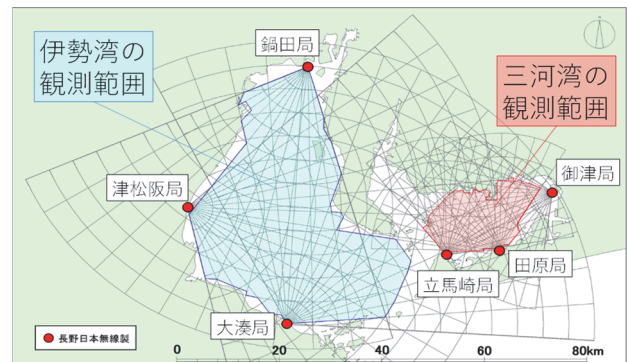 伊勢湾の
観測範囲
鍋田局
三河湾の
観測範囲
御津局
津松阪局
立馬崎局
田原局
大湊局
長野日本無線製
0 20 40 60 80km